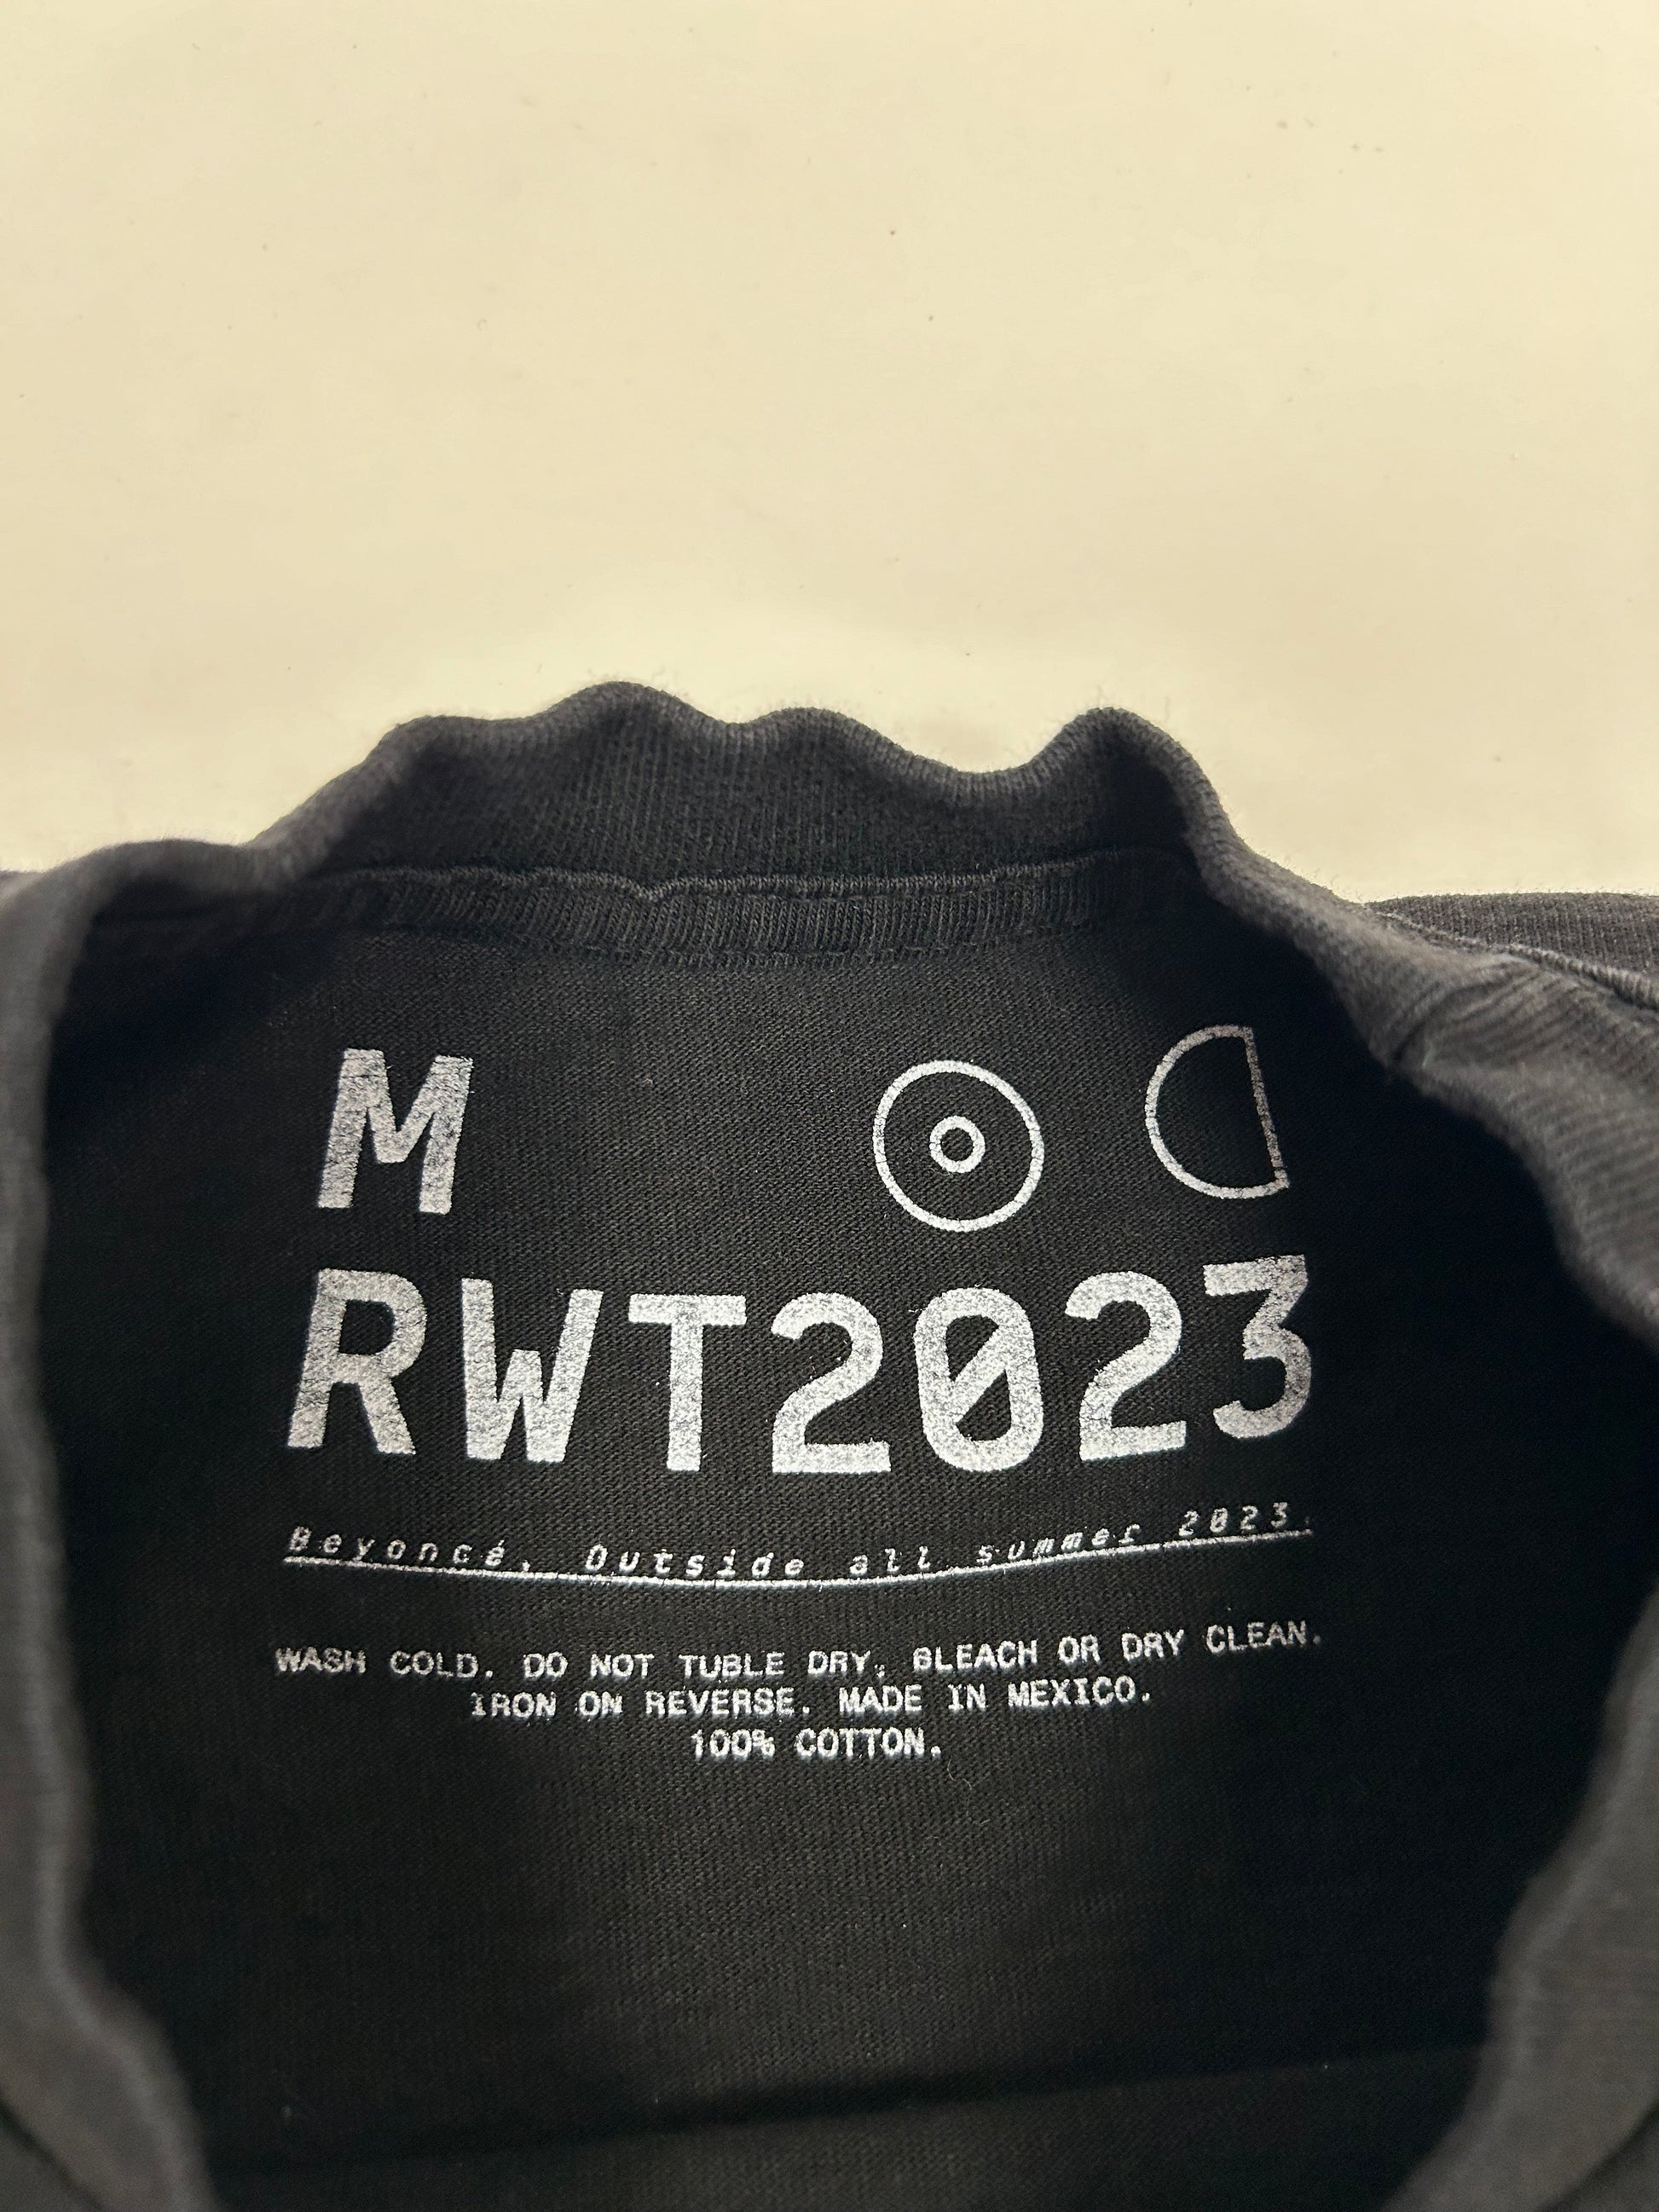 M
RWT2023
Beyoncé, Outside all summer 2023.
WASH COLD. DO NOT TUBLE DRY, BLEACH OR DRY CLEAN.
IRON ON REVERSE. MADE IN MEXICO.
100% COTTON.